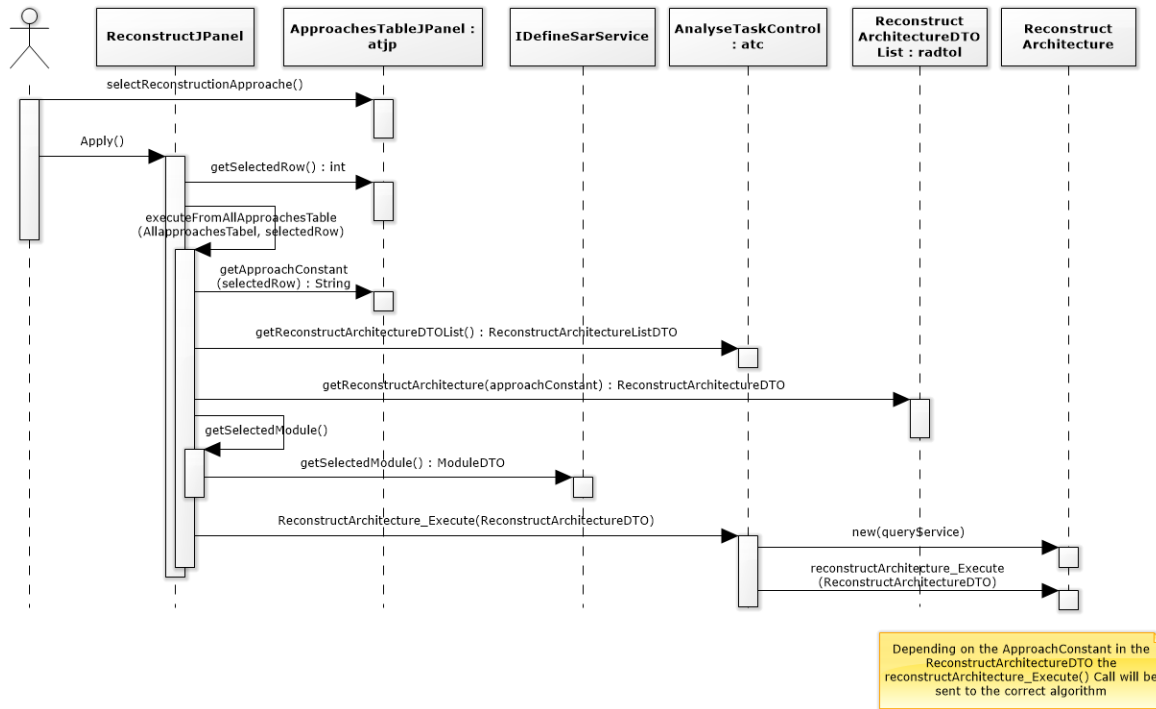 ReconstructJPanel
ApproachesTableJPanel :
atjp
IDefineSarService
AnalyseTaskControl
: atc
Reconstruct
ArchitectureDTO
List : radtol
Reconstruct
Architecture
selectReconstructionApproache()
Apply()
getSelectedRow() : int
executeFromAllApproachesTable
(AllapproachesTabel, selectedRow)
getApproachConstant
(selectedRow) : String
getReconstructArchitectureDTOList() : ReconstructArchitectureListDTO
getReconstructArchitecture(approachConstant) : ReconstructArchitectureDTO
getSelectedModule()
getSelectedModule() : ModuleDTO
ReconstructArchitecture_Execute(ReconstructArchitectureDTO)
new(queryService)
reconstructArchitecture_Execute
(ReconstructArchitectureDTO)
Depending on the ApproachConstant in the
ReconstructArchitectureDTO the
reconstructArchitecture_Execute() Call will be
sent to the correct algorithm